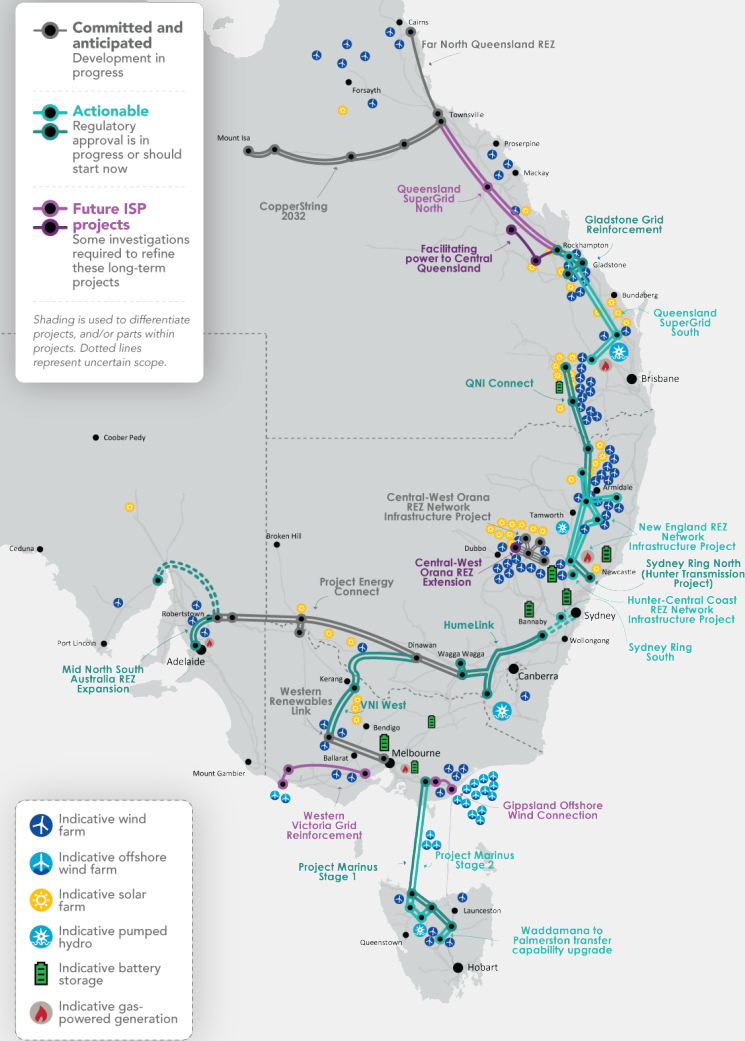 Committed and
anticipated
Development in
progress
Actionable
Regulatory
approval is in
progress or should
start now
Future ISP
projects
Some investigations
required to refine
these long-term
projects
Shading is used to differentiate
projects, and/or parts within
projects. Dotted lines
represent uncertain scope.
Cairns
Far North Queensland REZ
Forsayth
Townsville
Mount Isa
Proserpine
Mackay
CopperString
2032
Queensland
SuperGrid
North
Gladstone Grid
Reinforcement
Facilitating
power to Central
Queensland
Rockhampton
Gladstone
Bundaberg
Queensland
SuperGrid
South
QNI Connect
Brisbane
Coober Pedy
Armidale
Central-West Orana
REZ Network
Infrastructure Project
Tamworth
New England REZ
Network
Infrastructure Project
Ceduna
Broken Hill
Dubbo
Central-West
Orana REZ
Extension
Newcastle
Sydney Ring North
(Hunter Transmission
Project)
Project Energy
Connect
Hunter-Central Coast
REZ Network
Infrastructure Project
Robertstown
Sydney
Bannaby
HumeLink
Wollongong
Sydney Ring
South
Port Lincoln
Adelaide
Dinawan
Wagga Wagga
Mid North South
Australia REZ
Expansion
Kerang
Canberra
Western
Renewables
Link
VNI West
Bendigo
Melbourne
Ballarat
Mount Gambier
Western
Victoria Grid
Reinforcement
Gippsland Offshore
Wind Connection
Project Marinus
Stage 1
Project Marinus
Stage 2
Launceston
Queenstown
Waddamana to
Palmerston transfer
capability upgrade
Hobart
Indicative wind
farm
Indicative offshore
wind farm
Indicative solar
farm
Indicative pumped
hydro
Indicative battery
storage
Indicative gas-
powered generation